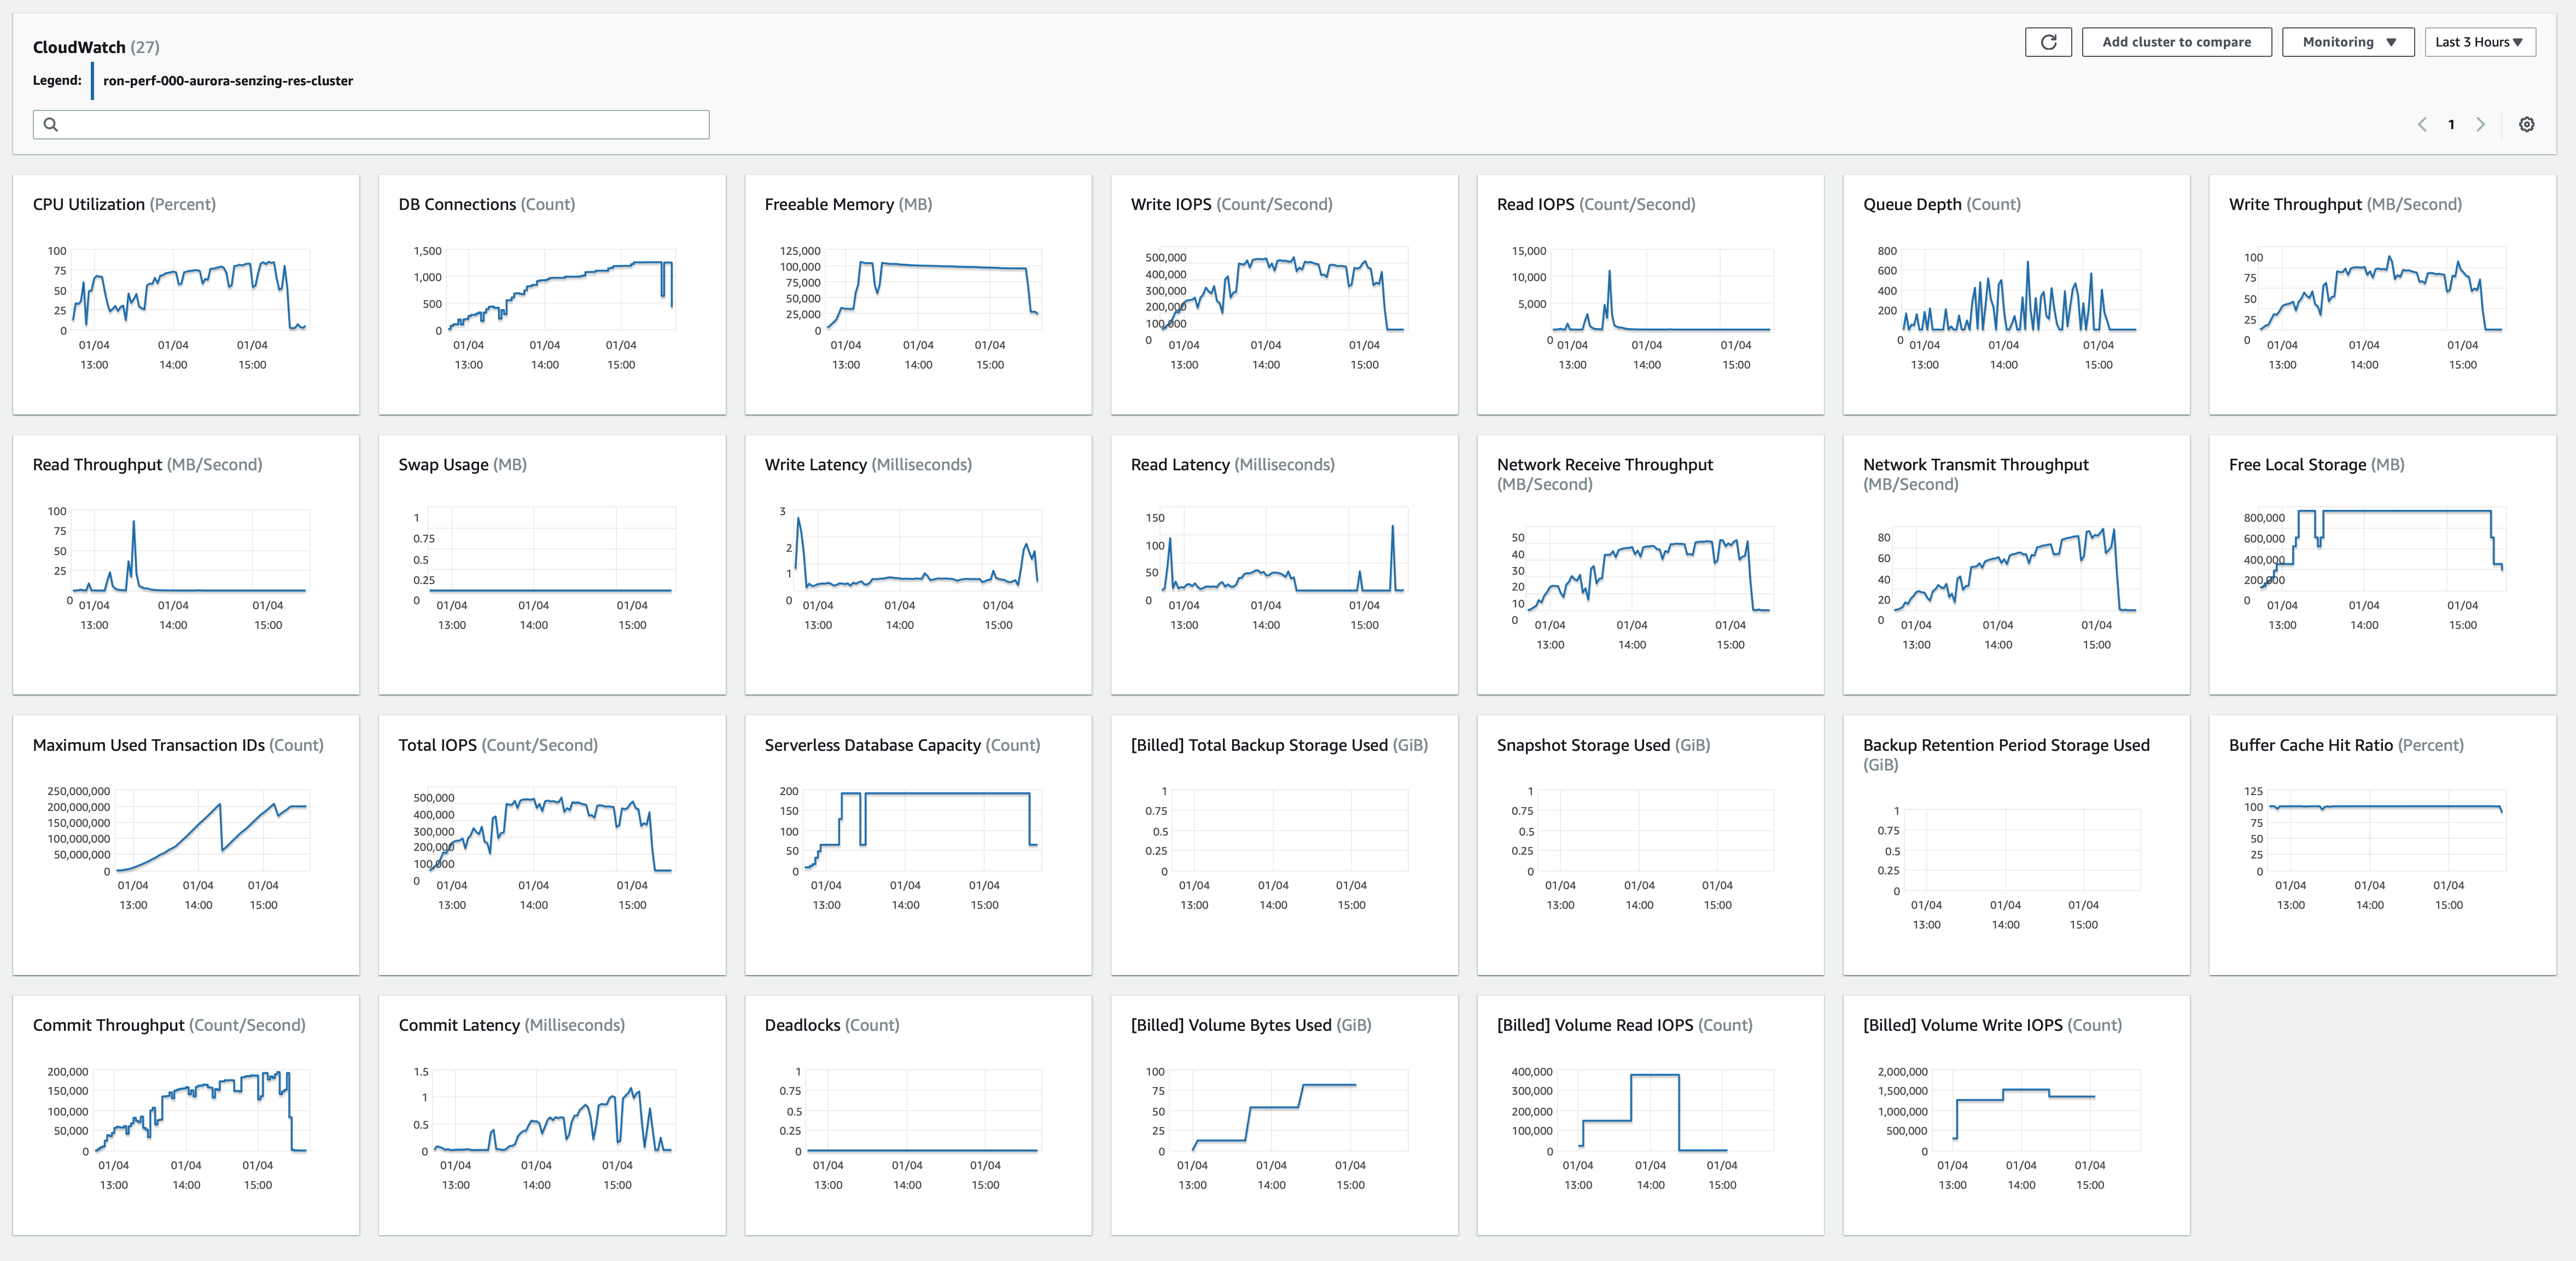 CloudWatch (27)
Add cluster to compare
Monitoring ▼
Last 3 Hours ▼
Legend:
ron-perf-000-aurora-senzing-res-cluster
1
CPU Utilization (Percent)
100
75
50
25
0
01/04 01/04 01/04
13:00 14:00 15:00
DB Connections (Count)
1,500
1,000
500
0
01/04 01/04 01/04
13:00 14:00 15:00
Freeable Memory (MB)
125,000
100,000
75,000
50,000
25,000
0
01/04 01/04 01/04
13:00 14:00 15:00
Write IOPS (Count/Second)
500,000
400,000
300,000
200,000
100,000
0
01/04 01/04 01/04
13:00 14:00 15:00
Read IOPS (Count/Second)
15,000
10,000
5,000
0
01/04 01/04 01/04
13:00 14:00 15:00
Queue Depth (Count)
800
600
400
200
0
01/04 01/04 01/04
13:00 14:00 15:00
Write Throughput (MB/Second)
100
75
50
25
0
01/04 01/04 01/04
13:00 14:00 15:00
Read Throughput (MB/Second)
100
75
50
25
0
01/04 01/04 01/04
13:00 14:00 15:00
Swap Usage (MB)
1
0.75
0.5
0.25
0
01/04 01/04 01/04
13:00 14:00 15:00
Write Latency (Milliseconds)
3
2
1
0
01/04 01/04 01/04
13:00 14:00 15:00
Read Latency (Milliseconds)
150
100
50
0
01/04 01/04 01/04
13:00 14:00 15:00
Network Receive Throughput
(MB/Second)
50
40
30
20
10
0
01/04 01/04 01/04
13:00 14:00 15:00
Network Transmit Throughput
(MB/Second)
80
60
40
20
0
01/04 01/04 01/04
13:00 14:00 15:00
Free Local Storage (MB)
800,000
600,000
400,000
200,000
0
01/04 01/04 01/04
13:00 14:00 15:00
Maximum Used Transaction IDs (Count)
250,000,000
200,000,000
150,000,000
100,000,000
50,000,000
0
01/04 01/04 01/04
13:00 14:00 15:00
Total IOPS (Count/Second)
500,000
400,000
300,000
200,000
100,000
0
01/04 01/04 01/04
13:00 14:00 15:00
Serverless Database Capacity (Count)
200
150
100
50
0
01/04 01/04 01/04
13:00 14:00 15:00
[Billed] Total Backup Storage Used (GiB)
1
0.75
0.5
0.25
0
01/04 01/04 01/04
13:00 14:00 15:00
Snapshot Storage Used (GiB)
1
0.75
0.5
0.25
0
01/04 01/04 01/04
13:00 14:00 15:00
Backup Retention Period Storage Used
(GiB)
1
0.75
0.5
0.25
0
01/04 01/04 01/04
13:00 14:00 15:00
Buffer Cache Hit Ratio (Percent)
125
100
75
50
25
0
01/04 01/04 01/04
13:00 14:00 15:00
Commit Throughput (Count/Second)
200,000
150,000
100,000
50,000
0
01/04 01/04 01/04
13:00 14:00 15:00
Commit Latency (Milliseconds)
1.5
1
0.5
0
01/04 01/04 01/04
13:00 14:00 15:00
Deadlocks (Count)
1
0.75
0.5
0.25
0
01/04 01/04 01/04
13:00 14:00 15:00
[Billed] Volume Bytes Used (GiB)
100
75
50
25
0
01/04 01/04 01/04
13:00 14:00 15:00
[Billed] Volume Read IOPS (Count)
400,000
300,000
200,000
100,000
0
01/04 01/04 01/04
13:00 14:00 15:00
[Billed] Volume Write IOPS (Count)
2,000,000
1,500,000
1,000,000
500,000
0
01/04 01/04 01/04
13:00 14:00 15:00